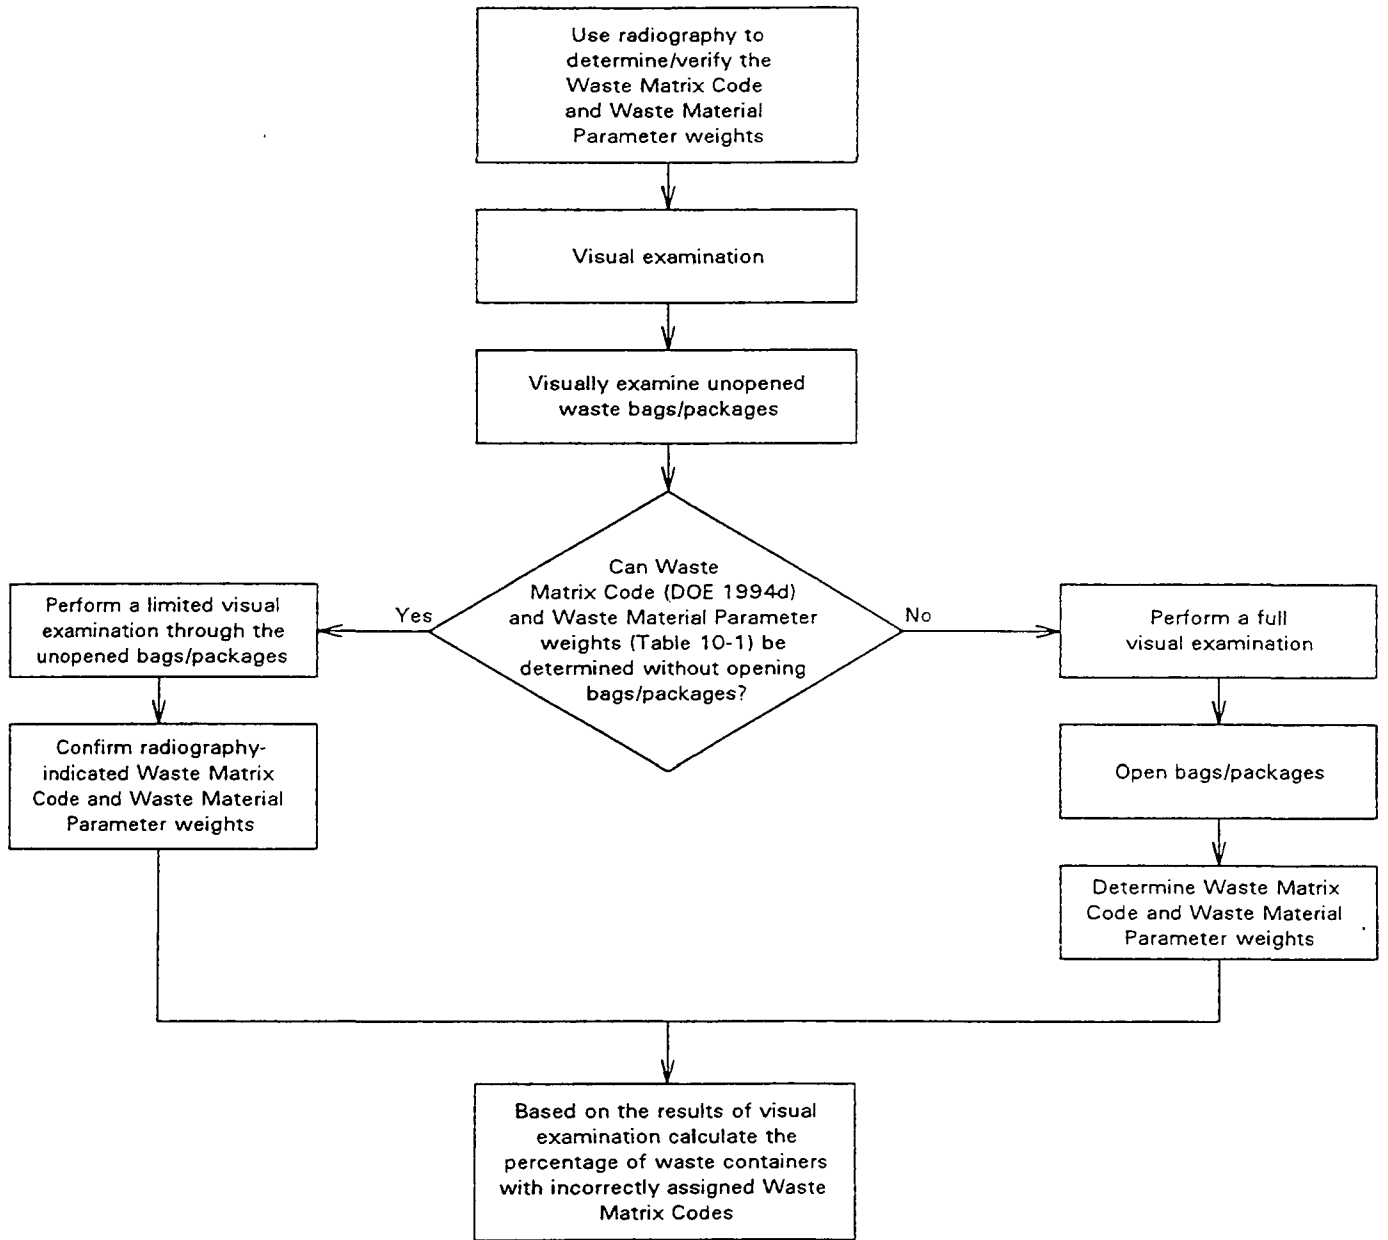 Use radiography to
determine/verify the
Waste Matrix Code
and Waste Material
Parameter weights
Visual examination
Visually examine unopened
waste bags/packages
Can Waste
Matrix Code (DOE 1994d)
and Waste Material Parameter
weights (Table 10-1) be
determined without opening
bags/packages?
Yes
No
Perform a limited visual
examination through the
unopened bags/packages
Confirm radiography-
indicated Waste Matrix
Code and Waste Material
Parameter weights
Perform a full
visual examination
Open bags/packages
Determine Waste Matrix
Code and Waste Material
Parameter weights
Based on the results of visual
examination calculate the
percentage of waste containers
with incorrectly assigned Waste
Matrix Codes